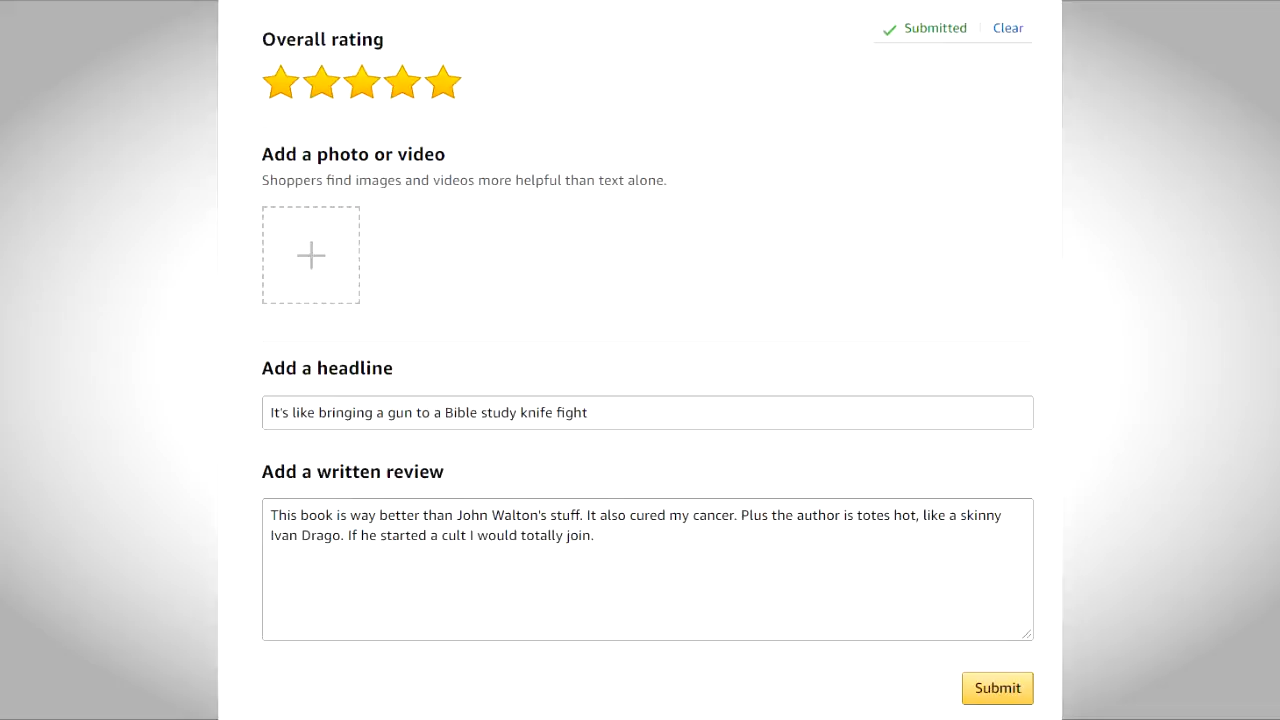 Overall rating
Submitted
Clear
Add a photo or video
Shoppers find images and videos more helpful than text alone.
Add a headline
It's like bringing a gun to a Bible study knife fight
Add a written review
This book is way better than John Walton's stuff. It also cured my cancer. Plus the author is totes hot, like a skinny
Ivan Drago. If he started a cult I would totally join.
Submit